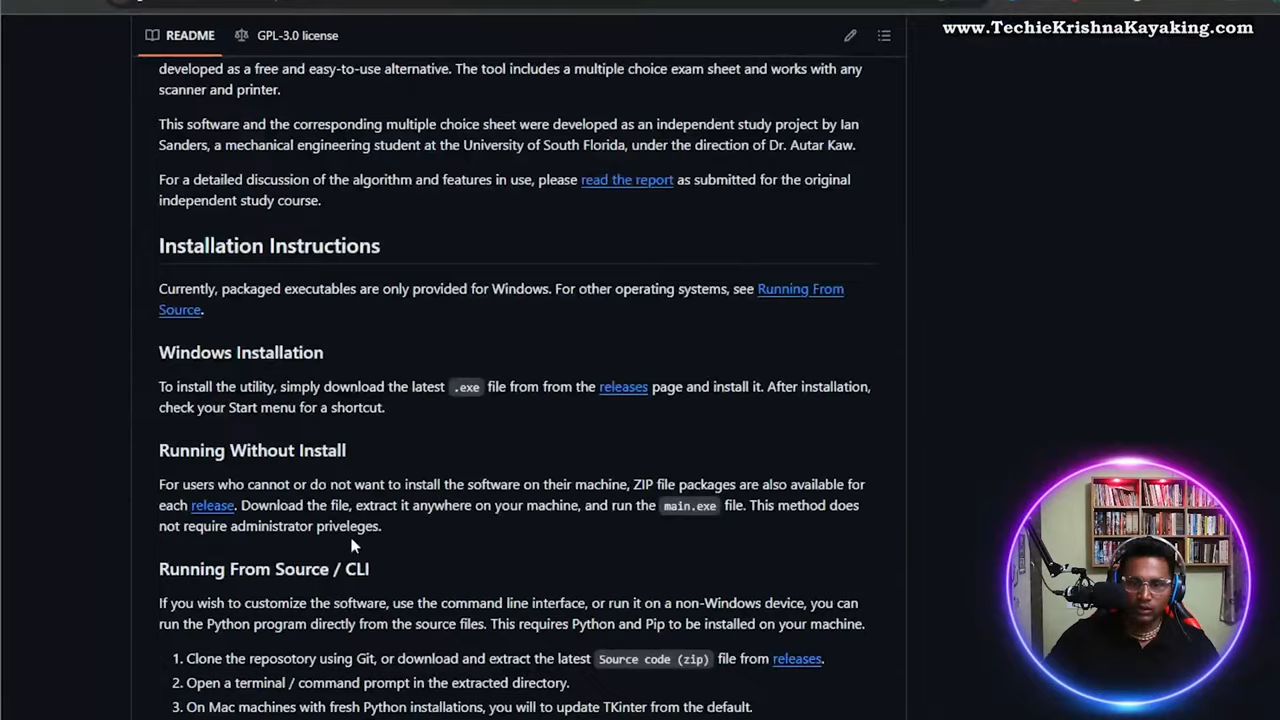 www.TechieKrishnaKayaking.com
README
GPL-3.0 license
developed as a free and easy-to-use alternative. The tool includes a multiple choice exam sheet and works with any
scanner and printer.
This software and the corresponding multiple choice sheet were developed as an independent study project by Ian
Sanders, a mechanical engineering student at the University of South Florida, under the direction of Dr. Autar Kaw.
For a detailed discussion of the algorithm and features in use, please read the report as submitted for the original
independent study course.
Installation Instructions
Currently, packaged executables are only provided for Windows. For other operating systems, see Running From
Source.
Windows Installation
To install the utility, simply download the latest .exe file from from the releases page and install it. After installation,
check your Start menu for a shortcut.
Running Without Install
For users who cannot or do not want to install the software on their machine, ZIP file packages are also available for
each release. Download the file, extract it anywhere on your machine, and run the main.exe file. This method does
not require administrator priveleges.
Running From Source / CLI
If you wish to customize the software, use the command line interface, or run it on a non-Windows device, you can
run the Python program directly from the source files. This requires Python and Pip to be installed on your machine.
1. Clone the reposotory using Git, or download and extract the latest Source code (zip) file from releases.
2. Open a terminal / command prompt in the extracted directory.
3. On Mac machines with fresh Python installations, you will to update TKinter from the default.